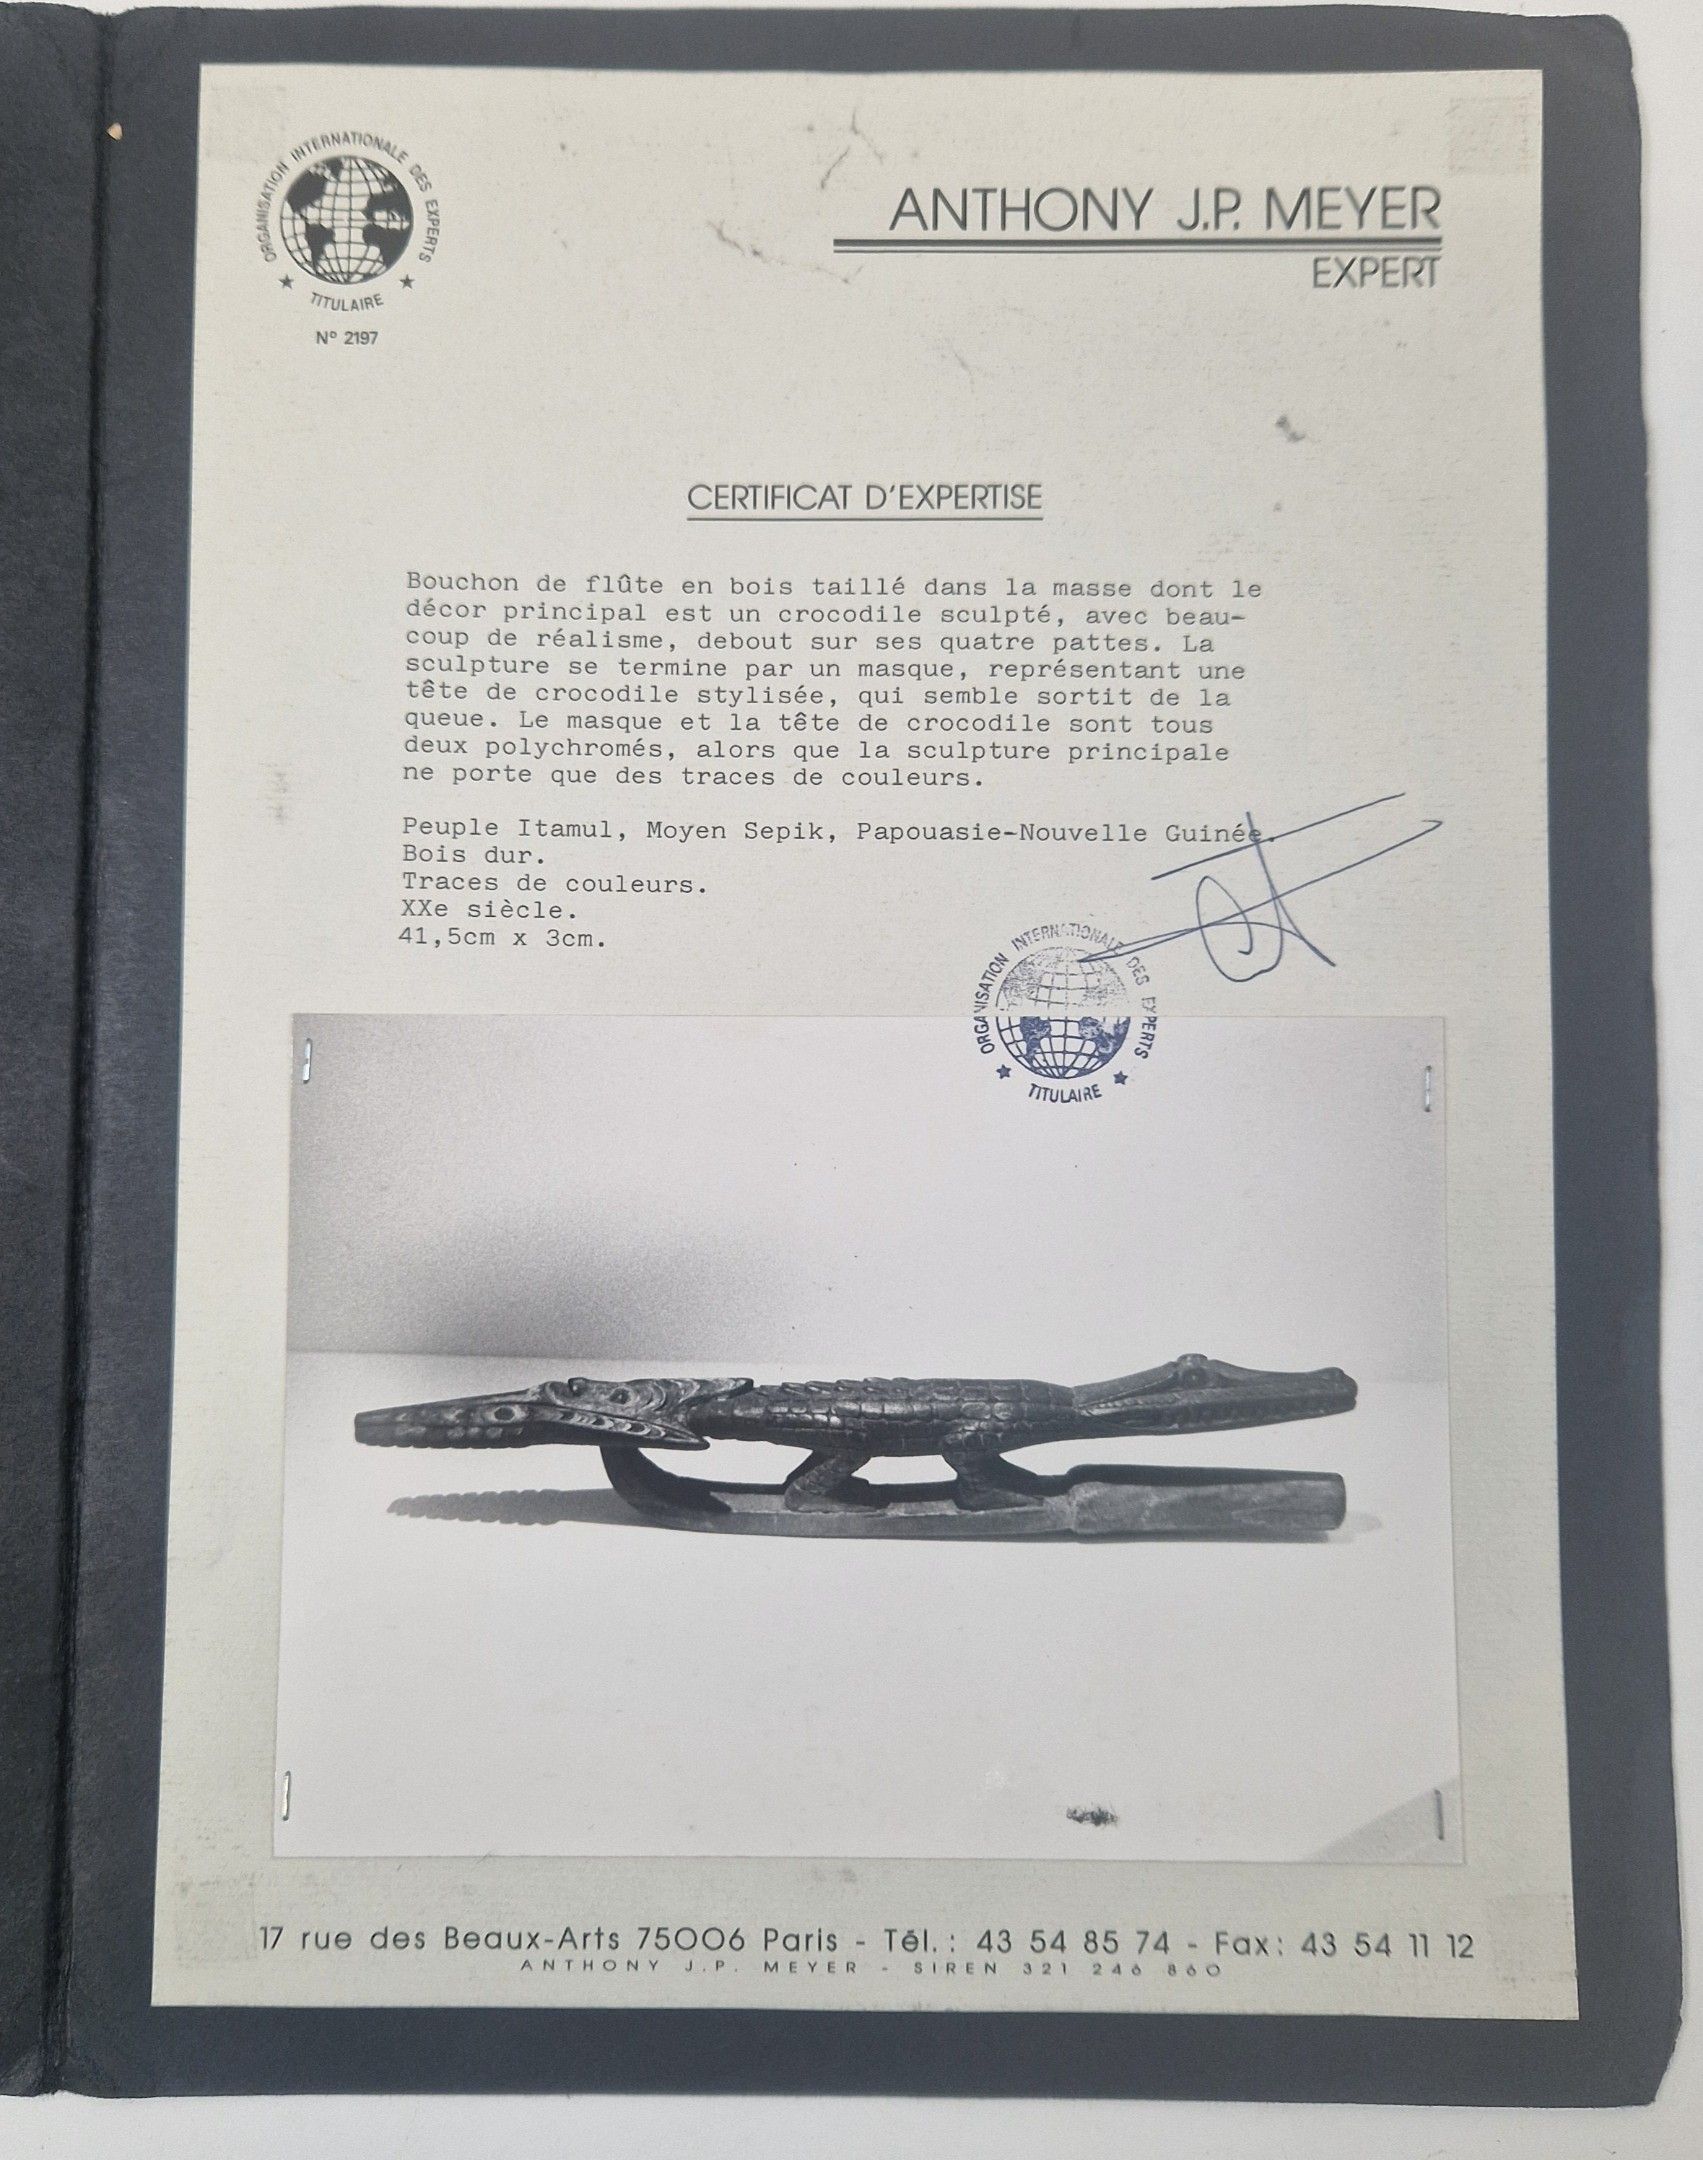 ORGANISATION INTERNATIONALE DES EXPERTS
TITULAIRE
Nº 2197
ANTHONY J.P. MEYER
EXPERT
CERTIFICAT D'EXPERTISE
Bouchon de flûte en bois taillé dans la masse dont le
décor principal est un crocodile sculpté, avec beau-
coup de réalisme, debout sur ses quatre pattes. La
sculpture se termine par un masque, représentant une
tête de crocodile stylisée, qui semble sortit de la
queue. Le masque et la tête de crocodile sont tous
deux polychromés, alors que la sculpture principale
ne porte que des traces de couleurs.
Peuple Itamul, Moyen Sepik, Papouasie-Nouvelle Guinée.
Bois dur.
Traces de couleurs.
XXe siècle.
41,5cm x 3cm.
ORGANISATION INTERNATIONALE DES EXPERTS
TITULAIRE
17 rue des Beaux-Arts 75006 Paris - Tél. : 43 54 85 74 - Fax : 43 54 11 12
ANTHONY J.P. MEYER - SIREN 321 246 860